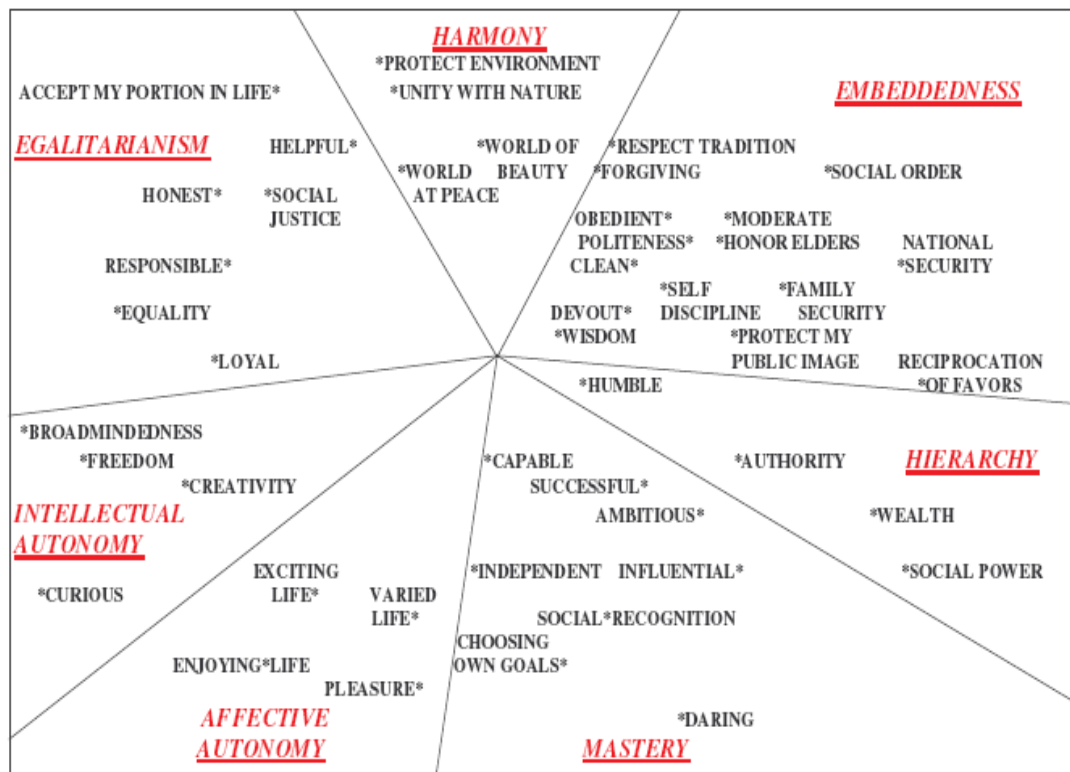 HARMONY
*PROTECT ENVIRONMENT
*UNITY WITH NATURE
*WORLD OF
BEAUTY
*WORLD
AT PEACE
ACCEPT MY PORTION IN LIFE*
EGALITARIANISM
HELPFUL*
HONEST*
*SOCIAL
JUSTICE
RESPONSIBLE*
*EQUALITY
*LOYAL
EMBEDDEDNESS
*RESPECT TRADITION
*FORGIVING
*SOCIAL ORDER
OBEDIENT*
*MODERATE
POLITENESS*
*HONOR ELDERS
NATIONAL
*SECURITY
CLEAN*
*SELF
DISCIPLINE
*FAMILY
SECURITY
DEVOUT*
*WISDOM
*PROTECT MY
PUBLIC IMAGE
RECIPROCATION
*OF FAVORS
*HUMBLE
*BROADMINDEDNESS
*FREEDOM
*CREATIVITY
INTELLECTUAL
AUTONOMY
*CURIOUS
EXCITING
LIFE*
VARIED
LIFE*
ENJOYING*LIFE
PLEASURE*
AFFECTIVE
AUTONOMY
*CAPABLE
SUCCESSFUL*
AMBITIOUS*
*INDEPENDENT
INFLUENTIAL*
SOCIAL*RECOGNITION
CHOOSING
OWN GOALS*
*DARING
MASTERY
*AUTHORITY
HIERARCHY
*WEALTH
*SOCIAL POWER